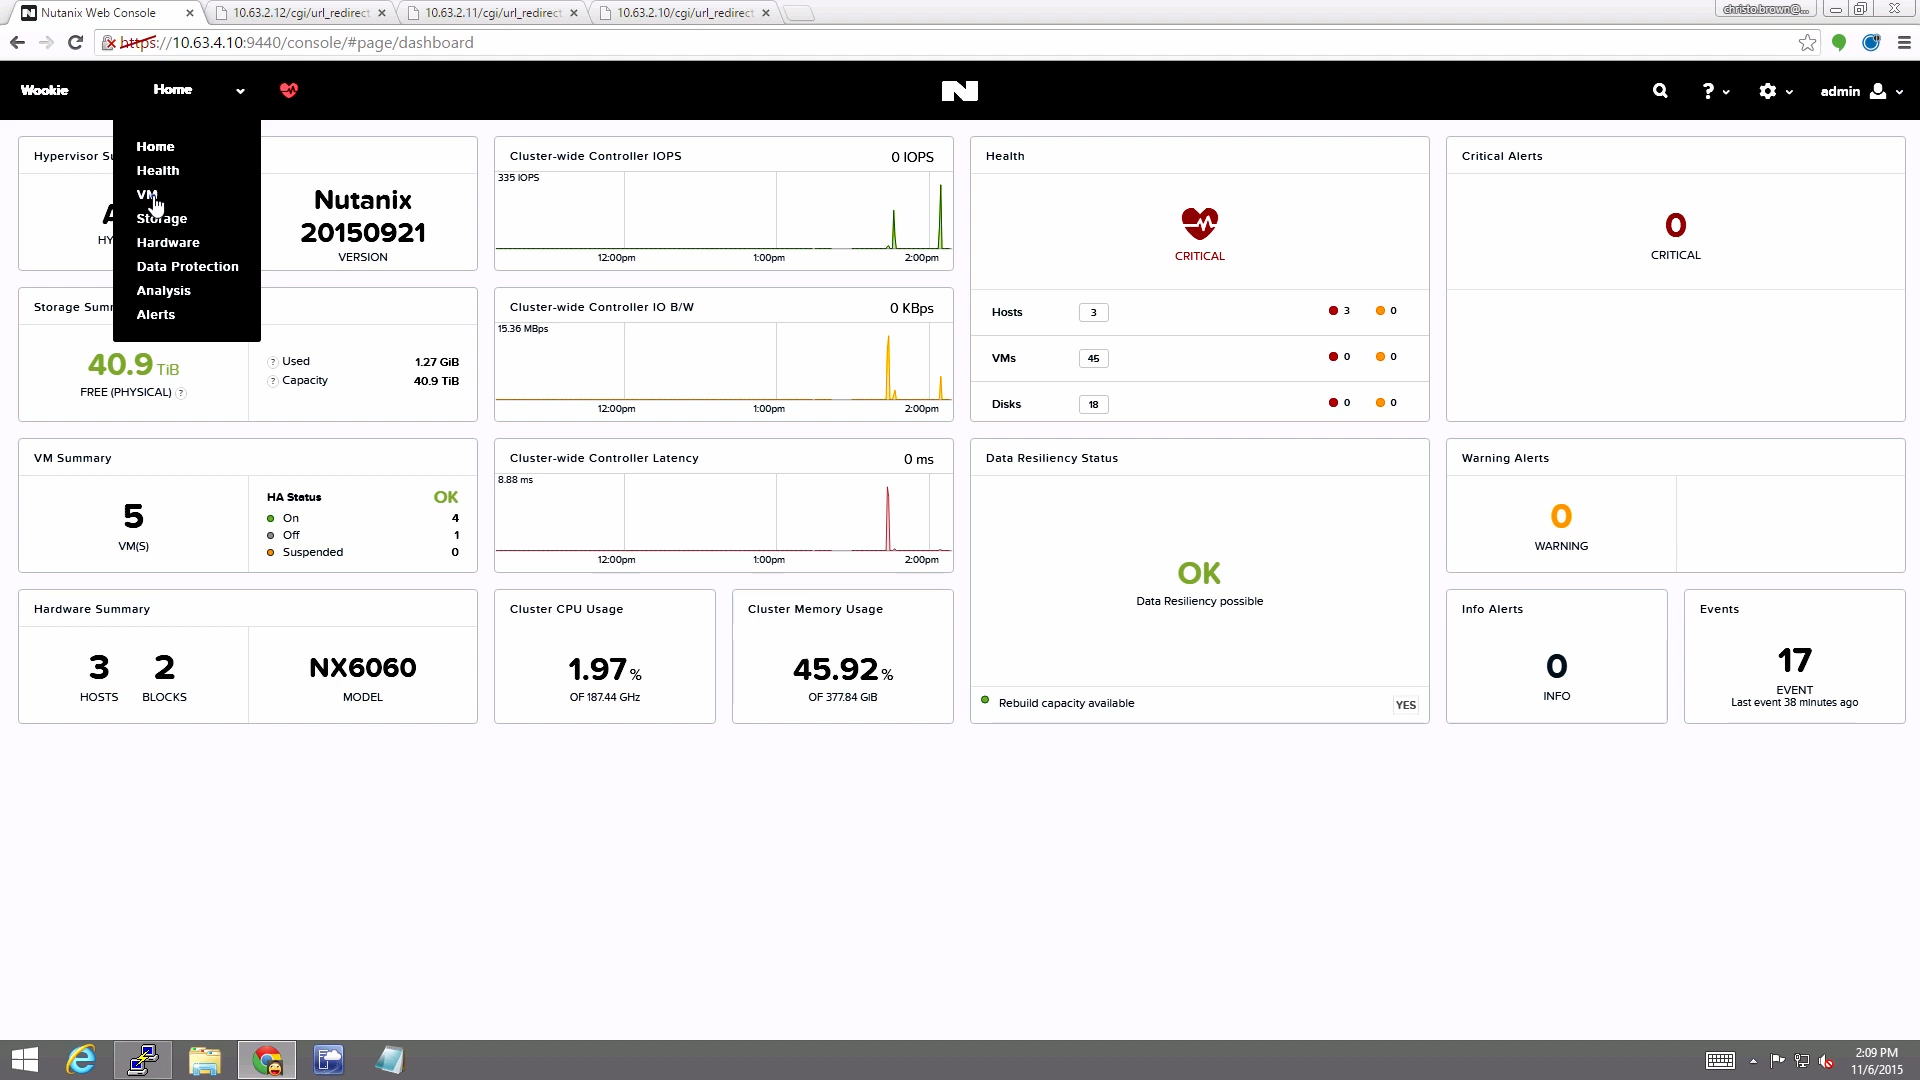 Nutanix Web Console
10.63.2.12/cgi/url_redirect
10.63.2.11/cgi/url_redirect
10.63.2.10/cgi/url_redirect
christo.brown@...
https://10.63.4.10:9440/console/#page/dashboard
Wookie
Home
?
admin
Home
Health
VM
Storage
Hardware
Data Protection
Analysis
Alerts
Nutanix
20150921
VERSION
Cluster-wide Controller IOPS
0 IOPS
335 IOPS
12:00pm
1:00pm
2:00pm
Health
CRITICAL
Hosts 3 3 0
VMs 45 0 0
Disks 18 0 0
Critical Alerts
0
CRITICAL
40.9 TiB
FREE (PHYSICAL) ?
? Used 1.27 GiB
? Capacity 40.9 TiB
Cluster-wide Controller IO B/W
0 KBps
15.36 MBps
12:00pm
1:00pm
2:00pm
VM Summary
5
VM(S)
HA Status OK
On 4
Off 1
Suspended 0
Cluster-wide Controller Latency
0 ms
8.88 ms
12:00pm
1:00pm
2:00pm
Data Resiliency Status
OK
Data Resiliency possible
Rebuild capacity available YES
Warning Alerts
0
WARNING
Hardware Summary
3
HOSTS
2
BLOCKS
NX6060
MODEL
Cluster CPU Usage
1.97 %
OF 187.44 GHz
Cluster Memory Usage
45.92 %
OF 377.84 GiB
Info Alerts
0
INFO
Events
17
EVENT
Last event 38 minutes ago
2:09 PM
11/6/2015